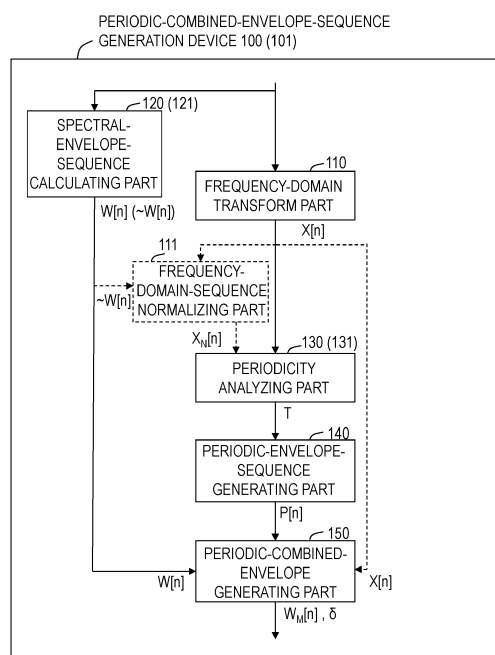 PERIODIC-COMBINED-ENVELOPE-SEQUENCE
GENERATION DEVICE 100 (101)
120 (121)
SPECTRAL-
ENVELOPE-
SEQUENCE
CALCULATING PART
110
FREQUENCY-DOMAIN
TRANSFORM PART
W[n] (~W[n])
X[n]
111
FREQUENCY-
DOMAIN-SEQUENCE
NORMALIZING PART
~W[n]
XN[n]
130 (131)
PERIODICITY
ANALYZING PART
T
140
PERIODIC-ENVELOPE-
SEQUENCE
GENERATING PART
P[n]
150
PERIODIC-COMBINED-
ENVELOPE
GENERATING PART
W[n]
X[n]
WM[n] , δ